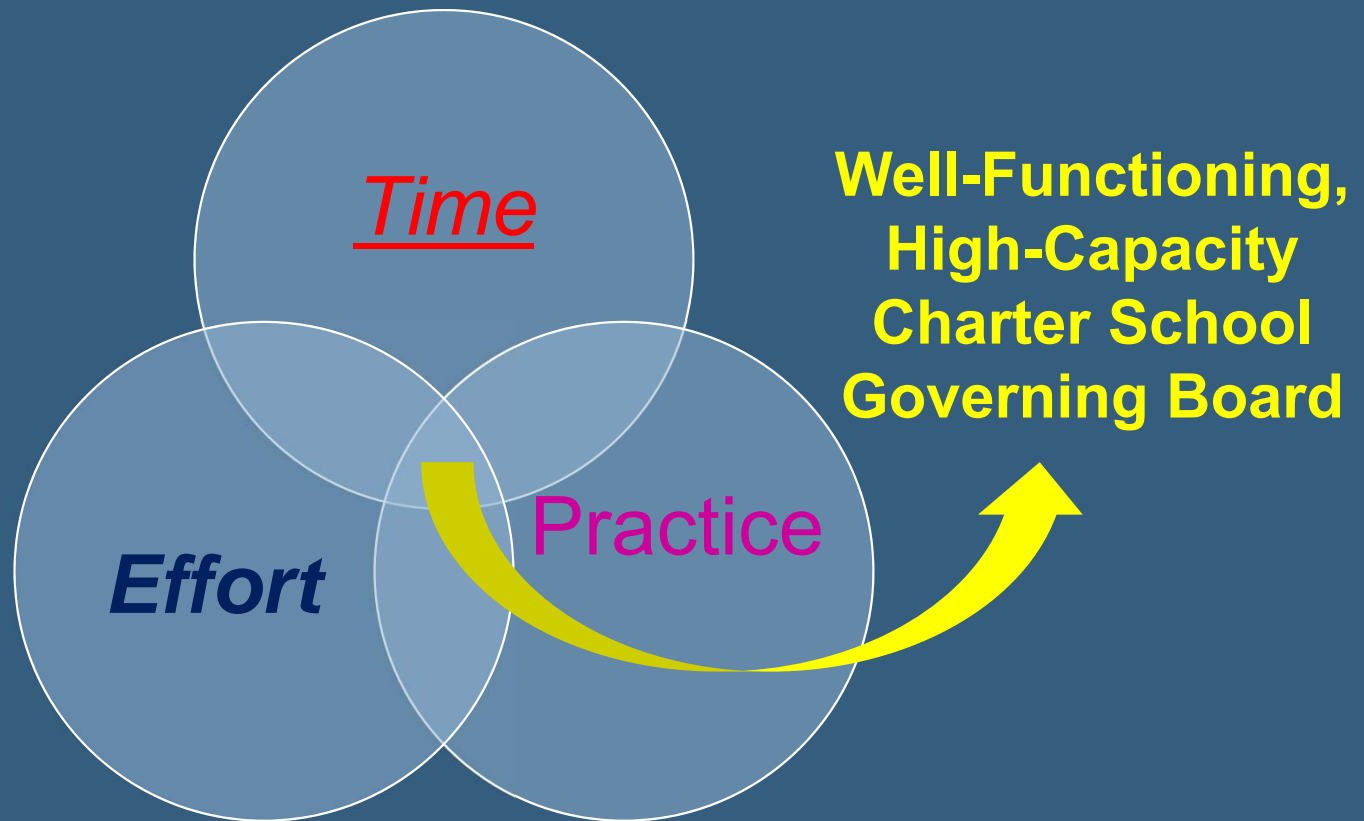 Time
Well-Functioning,
High-Capacity
Charter School
Governing Board
Practice
Effort